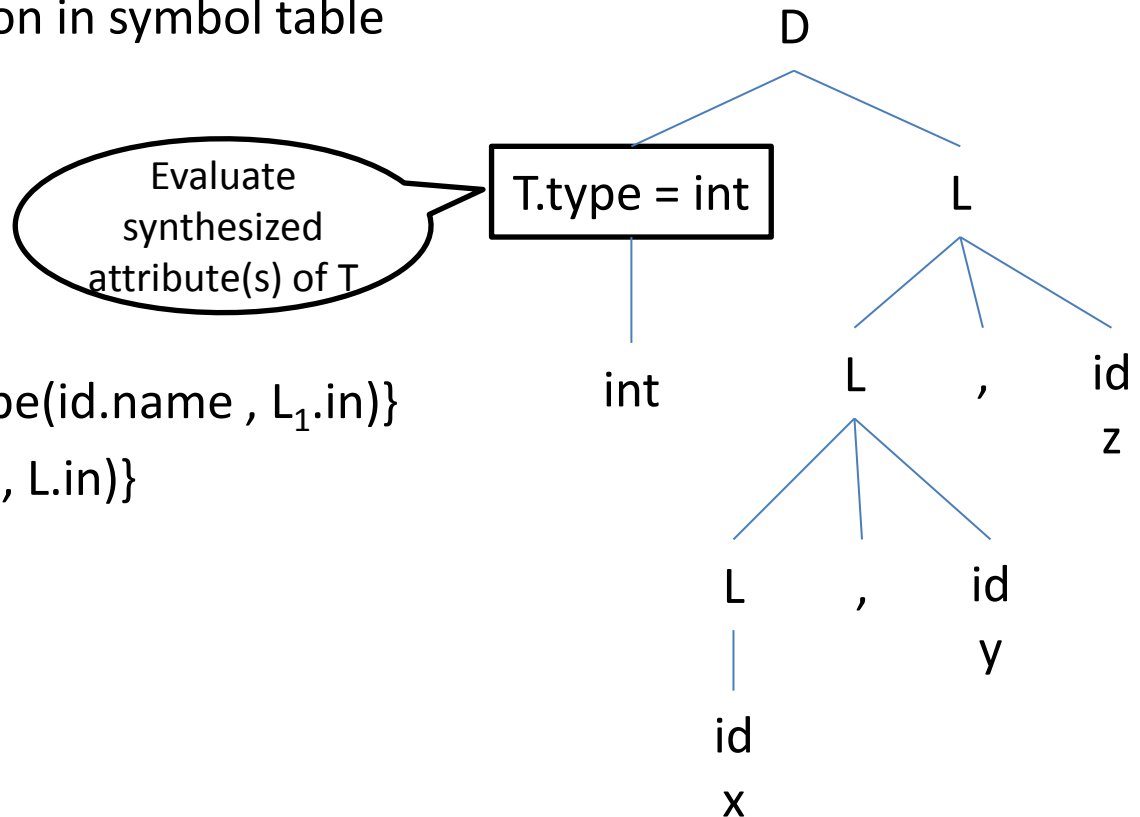 on in symbol table
D
Evaluate
synthesized
attribute(s) of T
T.type = int
L
int
L , id
z
pe(id.name , L₁.in)}
, L.in)}
L , id
y
id
x